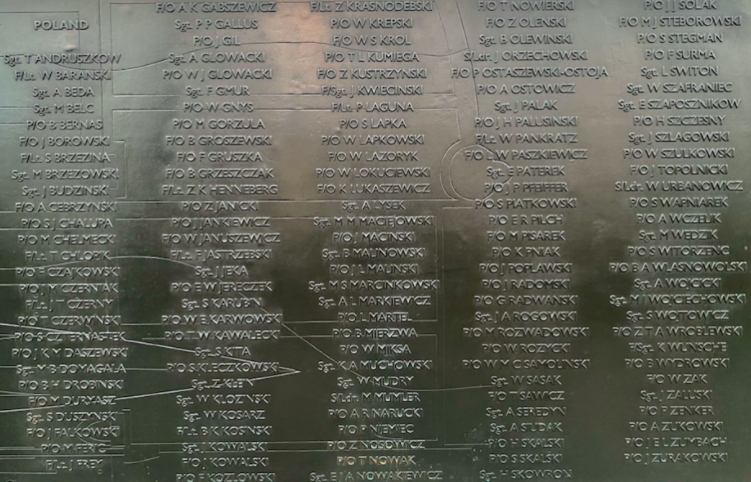 POLAND
Sgt. T ANDRUSZKOW
F/Lt. W BARANSKI
Sgt. A BEDA
Sgt. M BELC
P/O B BERNAS
F/O J BOROWSKI
F/Lt. S BRZEZINA
Sgt. M BRZEZOWSKI
Sgt. J BUDZINSKI
F/O A CEBRZYNSKI
P/O S J CHALUPA
P/O M CHELMECKI
F/Lt. T CHLOPIK
P/O F CZAJKOWSKI
P/O J M CZERNIAK
F/Lt. J T CZERNY
F/O T CZERWINSKI
P/O S CZTERNASTEK
P/O J K M DASZEWSKI
Sgt. M B DOMAGALA
P/O B H DROBINSKI
P/O M DURYASZ
Sgt. S DUSZYNSKI
F/O J FALKOWSKI
P/O M FERIC
F/Lt. J FREY
F/O A K GABSZEWICZ
Sgt. P P GALLUS
P/O J GIL
Sgt. A GLOWACKI
P/O W J GLOWACKI
Sgt. F GMUR
P/O W GNYS
P/O M GORZULA
F/O B GROSZEWSKI
F/O F GRUSZKA
F/O B GRZESZCZAK
F/Lt. Z K HENNEBERG
P/O Z JANICKI
P/O J JANKIEWICZ
F/O W JANUSZEWICZ
F/Lt. F JASTRZEBSKI
Sgt. J JEKA
P/O E W JERECZEK
Sgt. S KARUBIN
P/O W E KARWOWSKI
P/O T W KAWALECKI
Sgt. S KITA
P/O S KLECZKOWSKI
Sgt. Z KLEIN
Sgt. W KLOZINSKI
Sgt. W KOSARZ
F/Lt. B K KOSINSKI
Sgt. J KOWALSKI
F/O J KOWALSKI
F/O F KOZLOWSKI
F/Lt. Z KRASNODEBSKI
P/O W KREPSKI
F/O W S KROL
P/O T L KUMIEGA
F/O Z KUSTRZYNSKI
F/Sgt. J KWIECINSKI
F/Lt. P LAGUNA
P/O S LAPKA
P/O W LAPKOWSKI
F/O W LAZORYK
P/O W LOKUCIEWSKI
P/O K LUKASZEWICZ
Sgt. A LYSEK
Sgt. M M MACIEJOWSKI
P/O J MACINSKI
Sgt. B MALINOWSKI
P/O J L MALINSKI
Sgt. M S MARCINKOWSKI
Sgt. A L MARKIEWICZ
P/O L MARTEL
P/O B MIERZWA
P/O W MIKSA
Sgt. K A MUCHOWSKI
Sgt. W MUDRY
S/Ldr. M MUMLER
P/O A R NARUCKI
P/O P NIEMIEC
P/O Z NOSOWICZ
P/O T NOWAK
Sgt. E J A NOWAKIEWICZ
F/O T NOWIERSKI
F/O Z OLENSKI
Sgt. B OLEWINSKI
S/Ldr. J ORZECHOWSKI
F/O P OSTASZEWSKI-OSTOJA
F/O A OSTOWICZ
Sgt. J PALAK
P/O J H PALUSINSKI
F/Lt. W PANKRATZ
F/O L W PASZKIEWICZ
Sgt. E PATEREK
P/O J P PFEIFFER
P/O S PIATKOWSKI
P/O E R PILCH
P/O M PISAREK
F/O K PNIAK
P/O J POPLAWSKI
P/O J RADOMSKI
P/O G RADWANSKI
Sgt. J A ROGOWSKI
P/O M ROZWADOWSKI
P/O W ROZYCKI
P/O W M C SAMOLINSKI
Sgt. W SASAK
P/O T SAWICZ
Sgt. A SEREDYN
Sgt. A SIUDAK
P/O H SKALSKI
P/O S SKALSKI
Sgt. H SKOWRON
P/O J J SOLAK
P/O M J STEBOROWSKI
P/O S STEGMAN
F/O F SURMA
Sgt. L SWITON
P/O W SZAFRANIEC
Sgt. E SZAPOSZNIKOW
P/O H SZCZESNY
Sgt. J SZLAGOWSKI
P/O W SZULKOWSKI
F/O J TOPOLNICKI
S/Ldr. W URBANOWICZ
P/O S WAPNIAREK
P/O A WCZELIK
Sgt. M WEDZIK
P/O S WITORZENC
P/O B A WLASNOWOLSKI
Sgt. A WOJCICKI
Sgt. M I WOJCIECHOWSKI
Sgt. S WOJTOWICZ
P/O Z T A WROBLEWSKI
F/Sgt. K WUNSCHE
P/O B WYDROWSKI
F/O W ZAK
Sgt. J ZALUSKI
P/O P ZENKER
P/O A ZUKOWSKI
P/O J E L ZUMBACH
P/O J ZURAKOWSKI